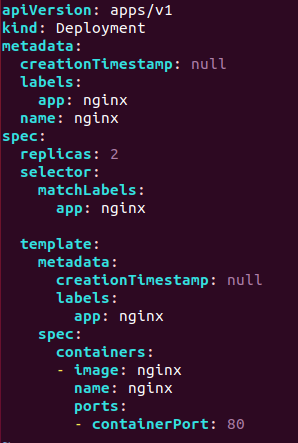 apiVersion: apps/v1
kind: Deployment
metadata:
  creationTimestamp: null
  labels:
    app: nginx
  name: nginx
spec:
  replicas: 2
  selector:
    matchLabels:
      app: nginx

  template:
    metadata:
      creationTimestamp: null
      labels:
        app: nginx
    spec:
      containers:
      - image: nginx
        name: nginx
        ports:
        - containerPort: 80